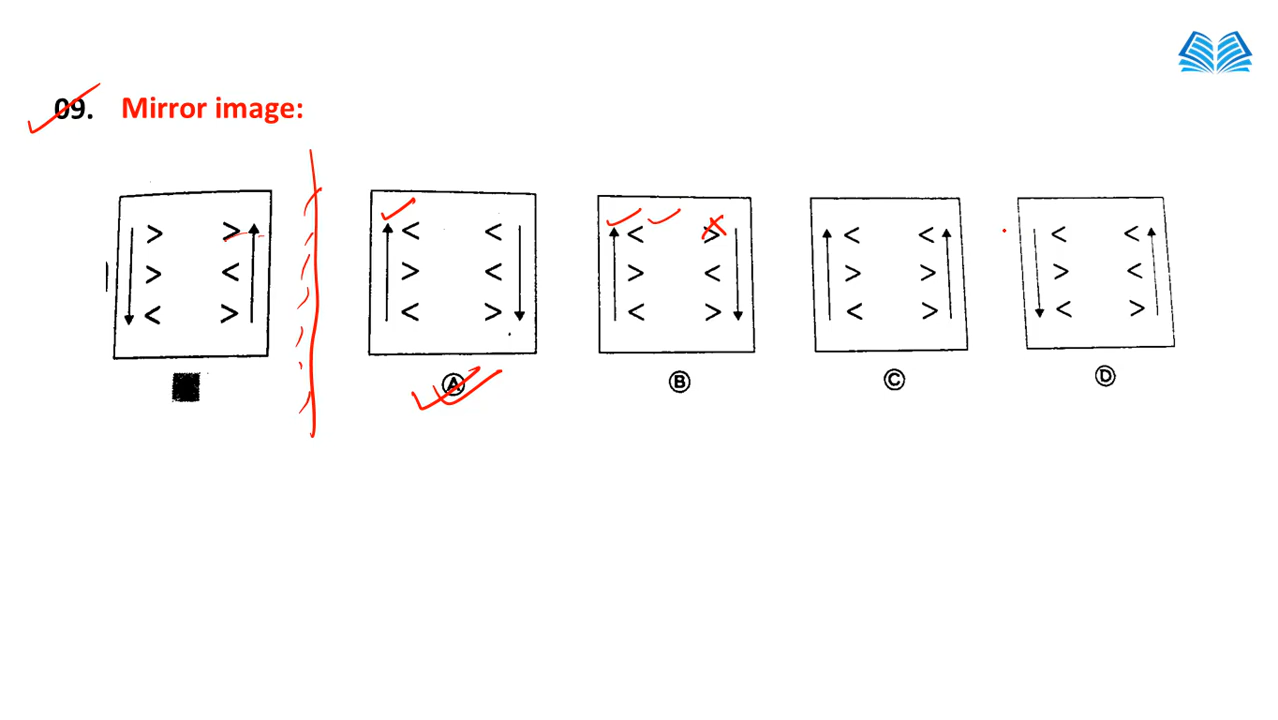 09. Mirror image:
> > < < < > < < < <
> < > < > < > > > <
< > < > < > < > < >
A B C D